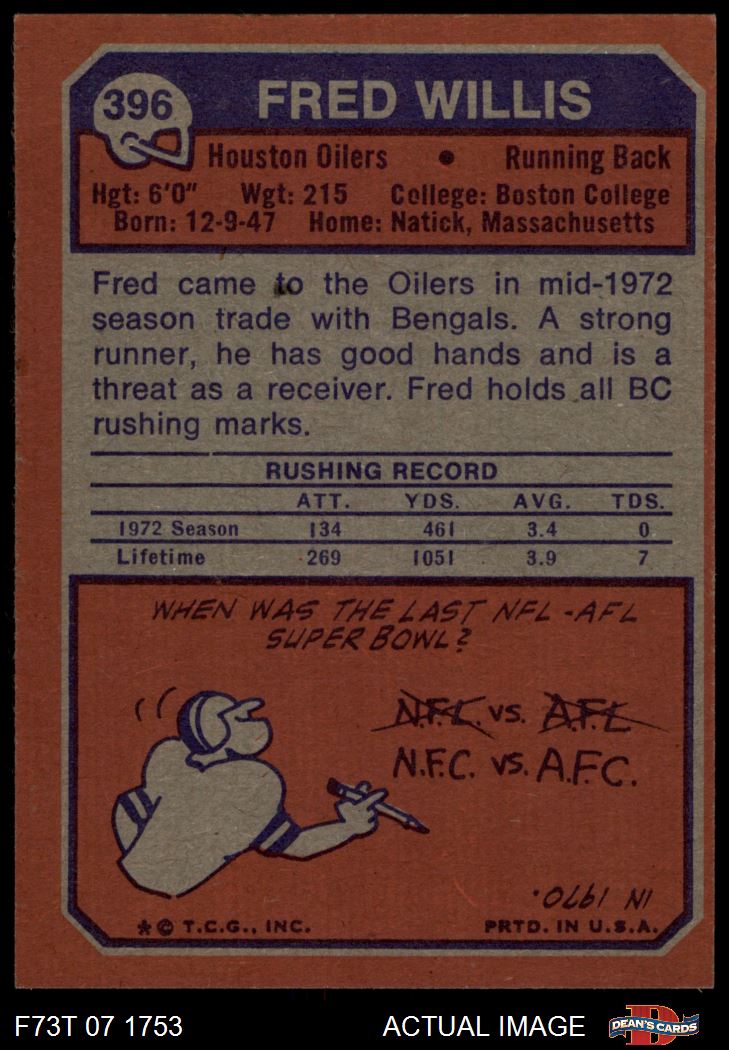 396
FRED WILLIS
Houston Oilers • Running Back
Hgt: 6'0" Wgt: 215 College: Boston College
Born: 12-9-47 Home: Natick, Massachusetts
Fred came to the Oilers in mid-1972
season trade with Bengals. A strong
runner, he has good hands and is a
threat as a receiver. Fred holds all BC
rushing marks.
RUSHING RECORD
ATT. YDS. AVG. TDS.
1972 Season 134 461 3.4 0
Lifetime 269 1051 3.9 7
WHEN WAS THE LAST NFL-AFL
SUPER BOWL?
N.F.L. vs. A.F.L
N.F.C. vs. A.F.C.
IN 1970.
*© T.C.G., INC. PRTD. IN U.S.A.
F73T 07 1753 ACTUAL IMAGE
D
DEAN'S CARDS